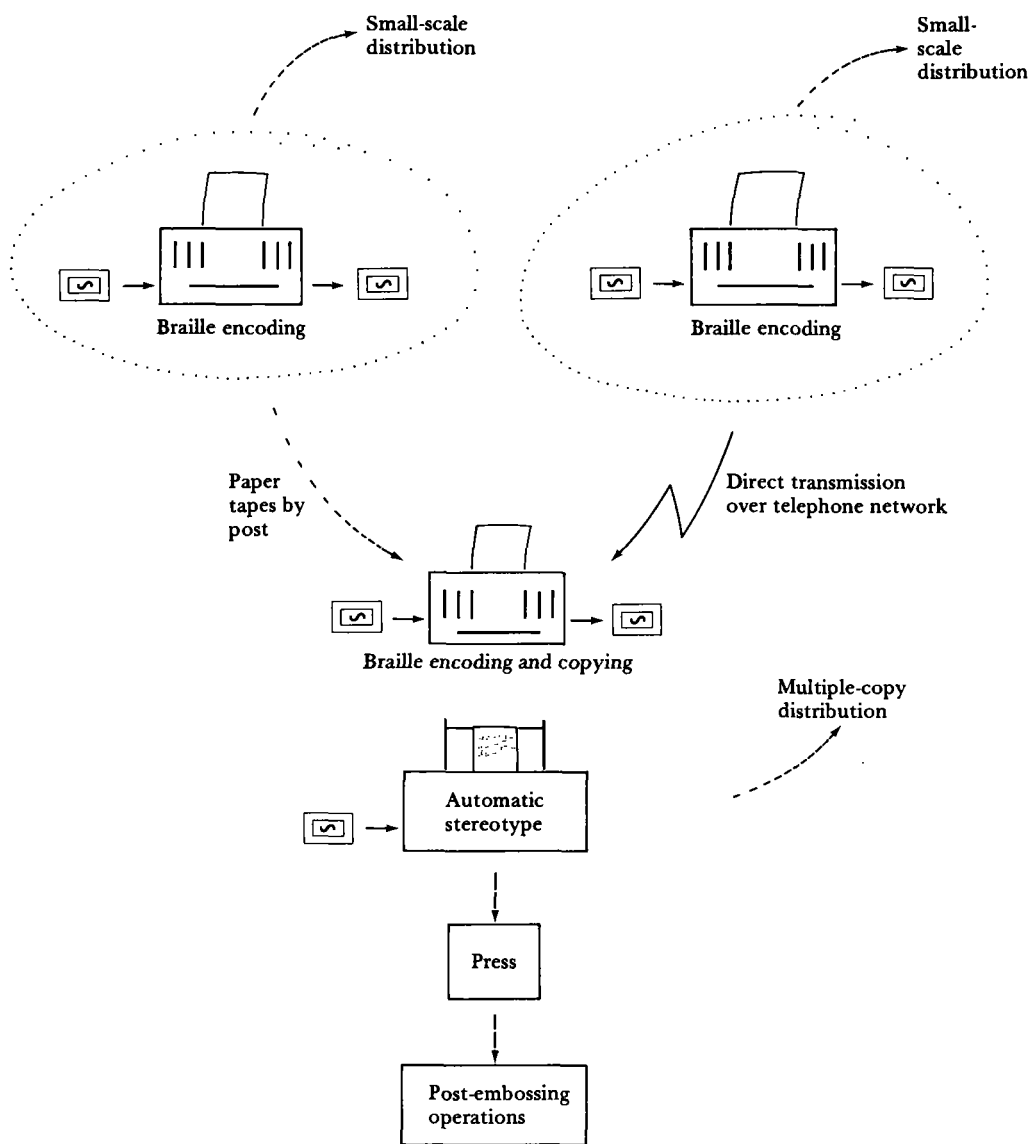 Small-scale
distribution
Small-
scale
distribution
Braille encoding
Braille encoding
Paper
tapes by
post
Direct transmission
over telephone network
Braille encoding and copying
Multiple-copy
distribution
Automatic
stereotype
Press
Post-embossing
operations